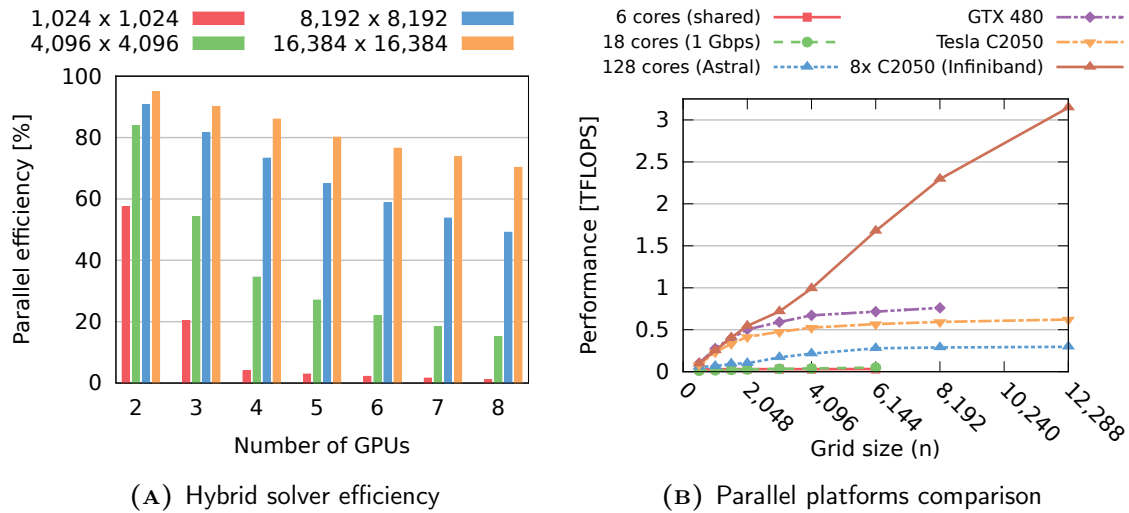 1,024 x 1,024
8,192 x 8,192
4,096 x 4,096
16,384 x 16,384
Parallel efficiency [%]
100
80
60
40
20
0
2 3 4 5 6 7 8
Number of GPUs
(A) Hybrid solver efficiency
6 cores (shared)
18 cores (1 Gbps)
128 cores (Astral)
GTX 480
Tesla C2050
8x C2050 (Infiniband)
Performance [TFLOPS]
3
2.5
2
1.5
1
0.5
0
0 2,048 4,096 6,144 8,192 10,240 12,288
Grid size (n)
(B) Parallel platforms comparison